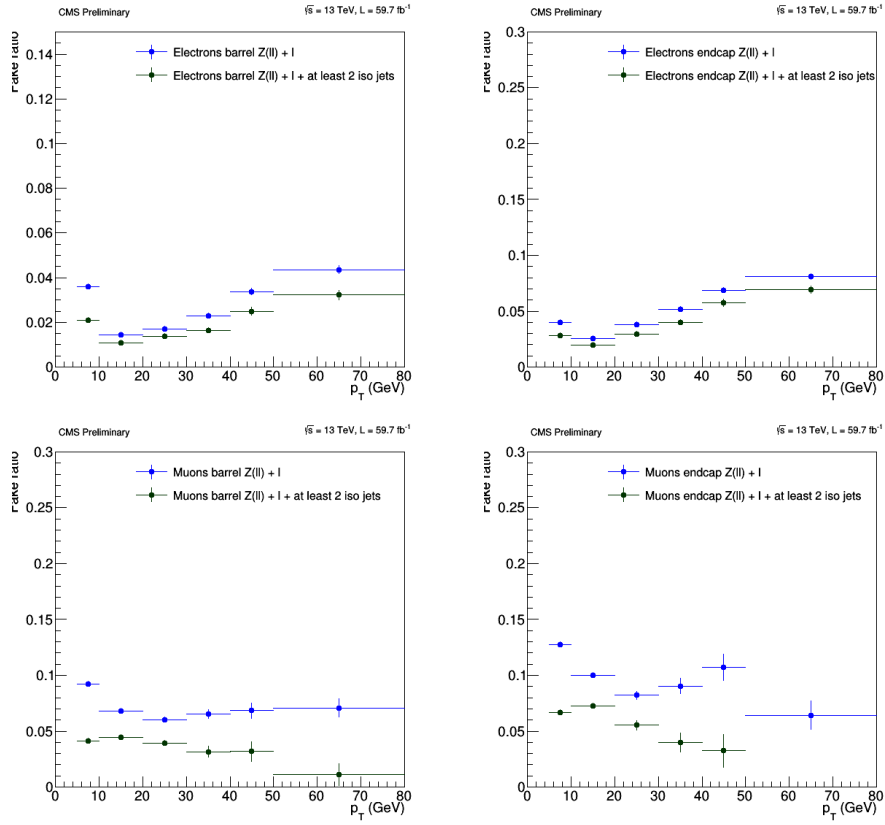 CMS Preliminary
√s = 13 TeV, L = 59.7 fb⁻¹
Fake ratio
Electrons barrel Z(ll) + l
Electrons barrel Z(ll) + l + at least 2 iso jets
0.14
0.12
0.1
0.08
0.06
0.04
0.02
0
0 10 20 30 40 50 60 70 80
p_T (GeV)
CMS Preliminary
√s = 13 TeV, L = 59.7 fb⁻¹
Fake ratio
Electrons endcap Z(ll) + l
Electrons endcap Z(ll) + l + at least 2 iso jets
0.3
0.25
0.2
0.15
0.1
0.05
0
0 10 20 30 40 50 60 70 80
p_T (GeV)
CMS Preliminary
√s = 13 TeV, L = 59.7 fb⁻¹
Fake ratio
Muons barrel Z(ll) + l
Muons barrel Z(ll) + l + at least 2 iso jets
0.3
0.25
0.2
0.15
0.1
0.05
0
0 10 20 30 40 50 60 70 80
p_T (GeV)
CMS Preliminary
√s = 13 TeV, L = 59.7 fb⁻¹
Fake ratio
Muons endcap Z(ll) + l
Muons endcap Z(ll) + l + at least 2 iso jets
0.3
0.25
0.2
0.15
0.1
0.05
0
0 10 20 30 40 50 60 70 80
p_T (GeV)